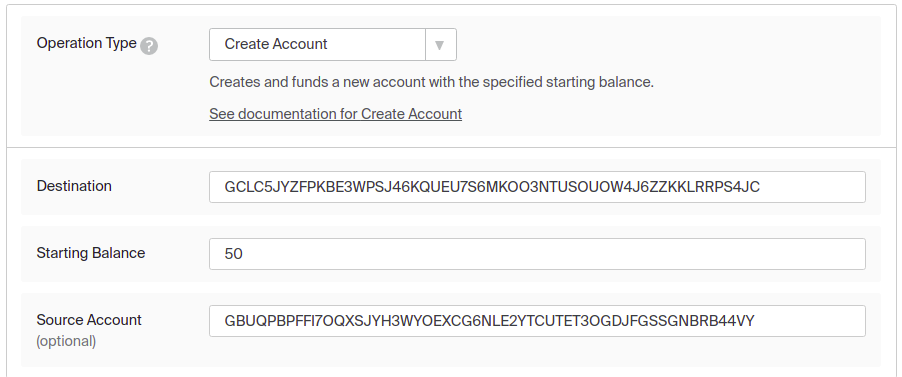 Operation Type ?
Create Account
Creates and funds a new account with the specified starting balance.
See documentation for Create Account
Destination
GCLC5JYZFPKBE3WPSJ46KQUEU7S6MKOO3NTUSOUOW4J6ZZKKLRRPS4JC
Starting Balance
50
Source Account
GBUQPBPFFI7OQXSJYH3WYOEXCG6NLE2YTCUTET3OGDJFGSSGNBRB44VY
(optional)